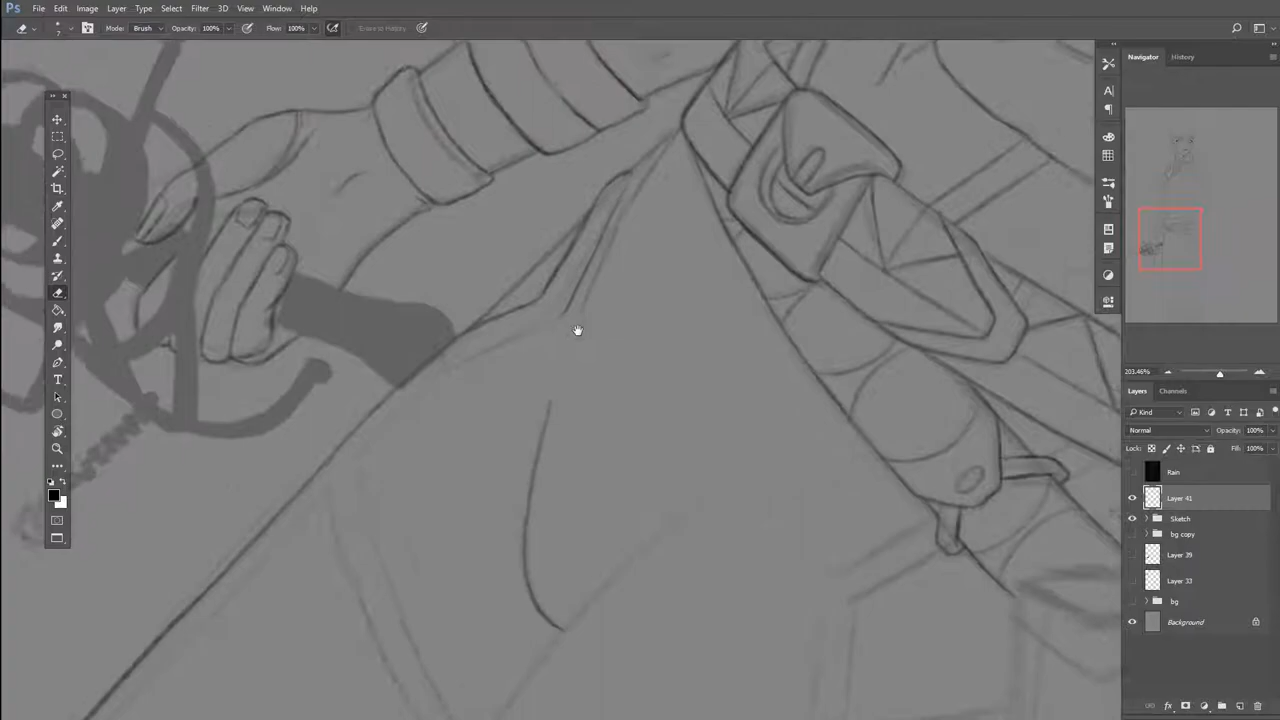 Ps File Edit Image Layer Type Select Filter 3D View Window Help
7 Mode: Brush Opacity: 100% Flow: 100% Erase to History
Navigator History
203.46%
Layers Channels
Kind
Normal Opacity: 100%
Lock: Fill: 100%
Rain
Layer 41
Sketch
bg copy
Layer 39
Layer 33
bg
Background